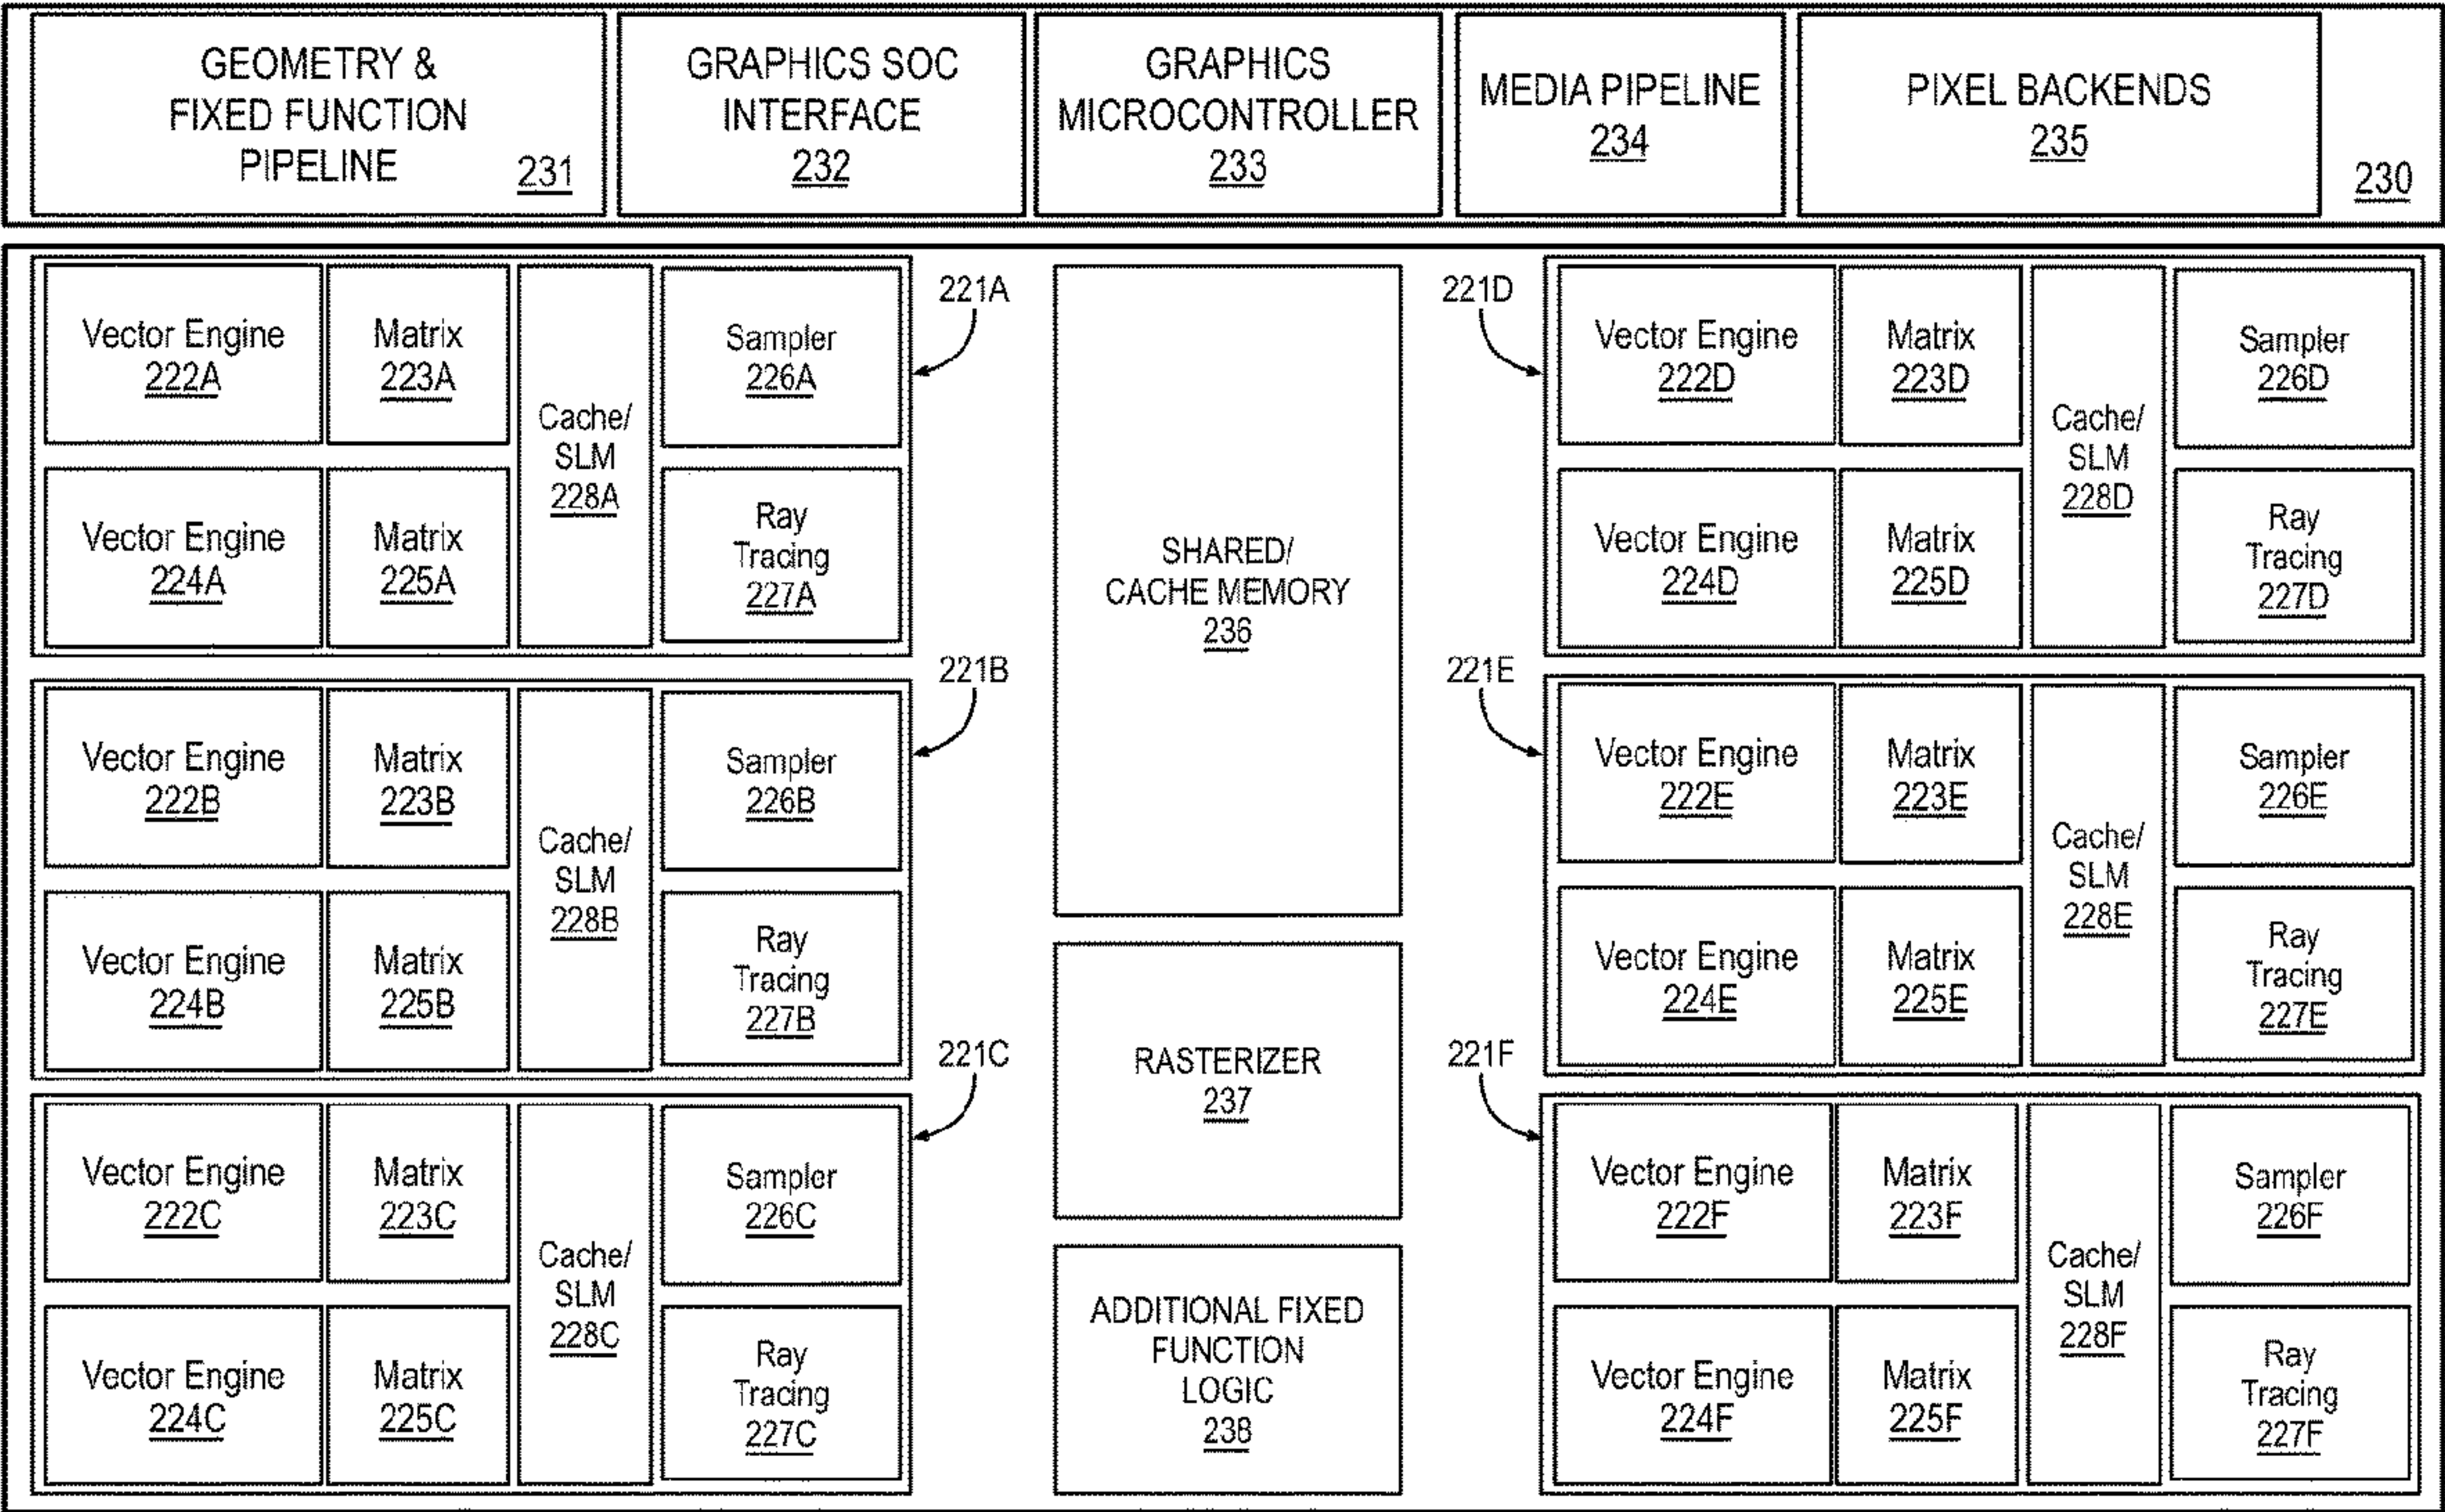 GEOMETRY &
FIXED FUNCTION
PIPELINE
231
GRAPHICS SOC
INTERFACE
232
GRAPHICS
MICROCONTROLLER
233
MEDIA PIPELINE
234
PIXEL BACKENDS
235
230
Vector Engine
222A
Matrix
223A
Cache/
SLM
228A
Sampler
226A
Vector Engine
224A
Matrix
225A
Ray
Tracing
227A
221A
Vector Engine
222B
Matrix
223B
Cache/
SLM
228B
Sampler
226B
Vector Engine
224B
Matrix
225B
Ray
Tracing
227B
221B
Vector Engine
222C
Matrix
223C
Cache/
SLM
228C
Sampler
226C
Vector Engine
224C
Matrix
225C
Ray
Tracing
227C
221C
SHARED/
CACHE MEMORY
236
RASTERIZER
237
ADDITIONAL FIXED
FUNCTION
LOGIC
238
221D
Vector Engine
222D
Matrix
223D
Cache/
SLM
228D
Sampler
226D
Vector Engine
224D
Matrix
225D
Ray
Tracing
227D
221E
Vector Engine
222E
Matrix
223E
Cache/
SLM
228E
Sampler
226E
Vector Engine
224E
Matrix
225E
Ray
Tracing
227E
221F
Vector Engine
222F
Matrix
223F
Cache/
SLM
228F
Sampler
226F
Vector Engine
224F
Matrix
225F
Ray
Tracing
227F